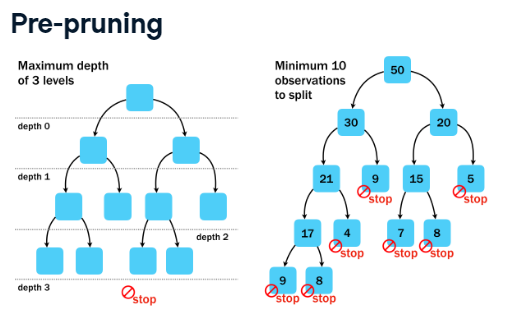 Pre-pruning
Maximum depth
of 3 levels
depth 0
depth 1
depth 2
depth 3
stop
Minimum 10
observations
to split
50
30
20
21
9
stop
15
5
stop
17
4
stop
7
stop
8
stop
9
stop
8
stop